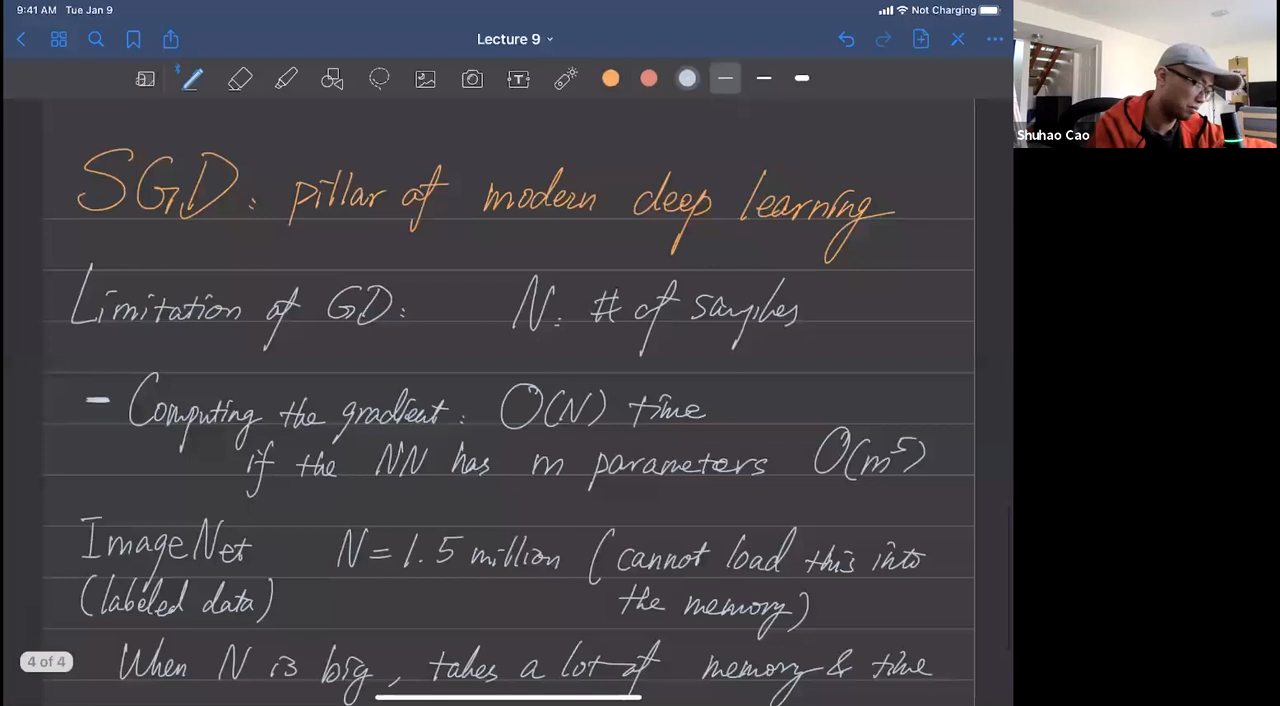 9:41 AM Tue Jan 9
Not Charging
Lecture 9
Shuhao Cao
SGD: pillar of modern deep learning
Limitation of GD: N: # of samples
- Computing the gradient: O(N) time
if the NN has m parameters O(m⁵)
ImageNet N = 1.5 million (cannot load this into
(labeled data) the memory)
4 of 4
When N is big, takes a lot of memory & time